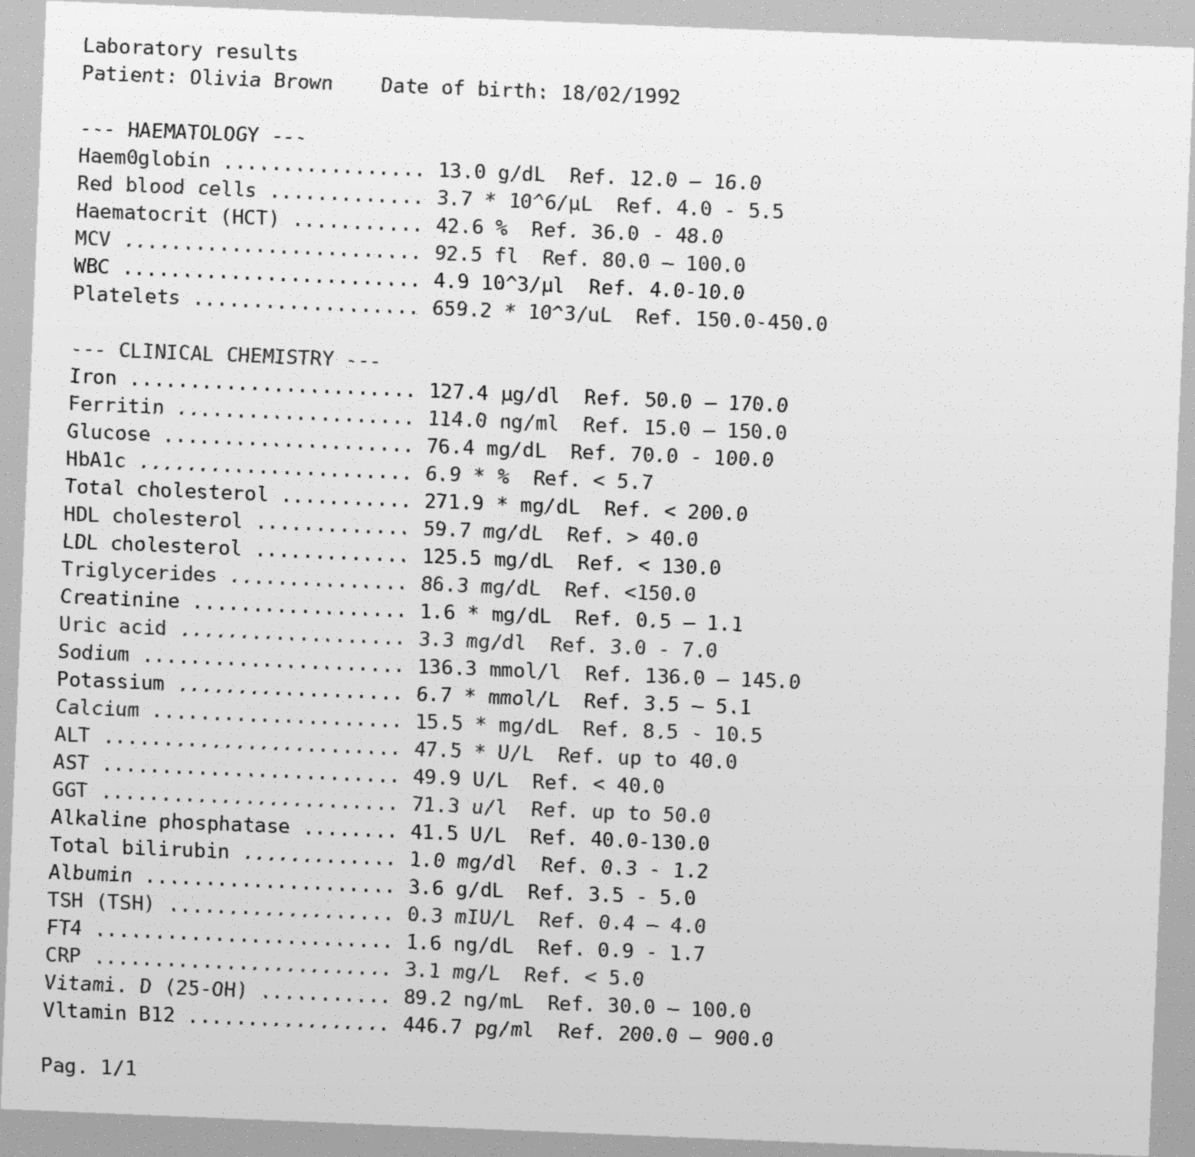 Laboratory results
Patient: Olivia Brown    Date of birth: 18/02/1992

--- HAEMATOLOGY ---
Haem0globin ................. 13.0 g/dL  Ref. 12.0 – 16.0
Red blood cells ............. 3.7 * 10^6/µL  Ref. 4.0 - 5.5
Haematocrit (HCT) ........... 42.6 %  Ref. 36.0 - 48.0
MCV ......................... 92.5 fl  Ref. 80.0 – 100.0
WBC ......................... 4.9 10^3/µl  Ref. 4.0-10.0
Platelets ................... 659.2 * 10^3/uL  Ref. 150.0-450.0

--- CLINICAL CHEMISTRY ---
Iron ........................ 127.4 µg/dl  Ref. 50.0 – 170.0
Ferritin .................... 114.0 ng/ml  Ref. 15.0 – 150.0
Glucose ..................... 76.4 mg/dL  Ref. 70.0 - 100.0
HbA1c ....................... 6.9 * %  Ref. < 5.7
Total cholesterol ........... 271.9 * mg/dL  Ref. < 200.0
HDL cholesterol ............. 59.7 mg/dL  Ref. > 40.0
LDL cholesterol ............. 125.5 mg/dL  Ref. < 130.0
Triglycerides ............... 86.3 mg/dL  Ref. <150.0
Creatinine .................. 1.6 * mg/dL  Ref. 0.5 – 1.1
Uric acid ................... 3.3 mg/dl  Ref. 3.0 - 7.0
Sodium ...................... 136.3 mmol/l  Ref. 136.0 – 145.0
Potassium ................... 6.7 * mmol/L  Ref. 3.5 – 5.1
Calcium ..................... 15.5 * mg/dL  Ref. 8.5 - 10.5
ALT ......................... 47.5 * U/L  Ref. up to 40.0
AST ......................... 49.9 U/L  Ref. < 40.0
GGT ......................... 71.3 u/l  Ref. up to 50.0
Alkaline phosphatase ........ 41.5 U/L  Ref. 40.0-130.0
Total bilirubin ............. 1.0 mg/dl  Ref. 0.3 - 1.2
Albumin ..................... 3.6 g/dL  Ref. 3.5 - 5.0
TSH (TSH) ................... 0.3 mIU/L  Ref. 0.4 – 4.0
FT4 ......................... 1.6 ng/dL  Ref. 0.9 - 1.7
CRP ......................... 3.1 mg/L  Ref. < 5.0
Vitami. D (25-OH) ........... 89.2 ng/mL  Ref. 30.0 – 100.0
Vltamin B12 ................. 446.7 pg/ml  Ref. 200.0 – 900.0

Pag. 1/1